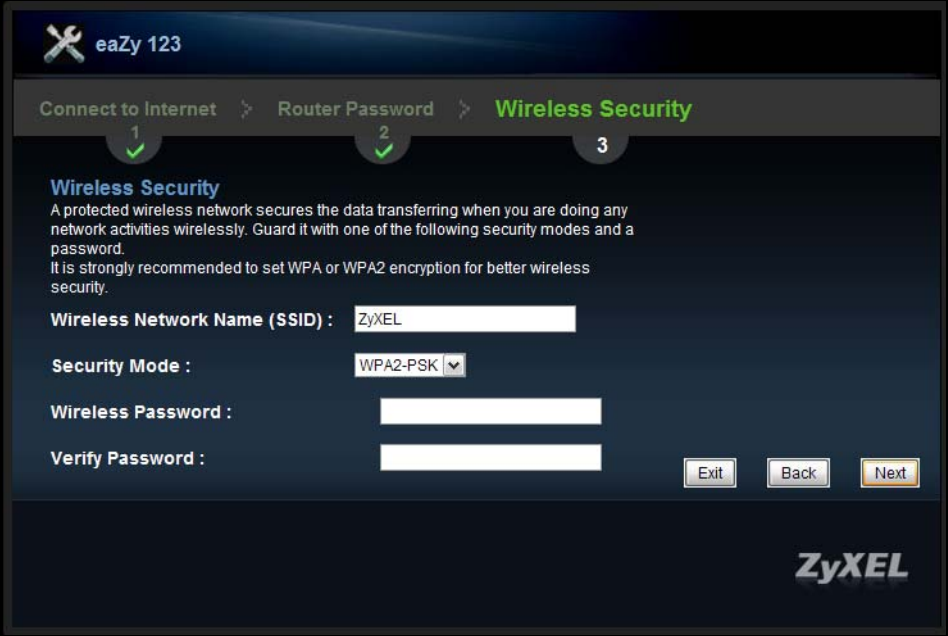 eaZy 123
Connect to Internet > Router Password > Wireless Security
1 2 3
Wireless Security
A protected wireless network secures the data transferring when you are doing any
network activities wirelessly. Guard it with one of the following security modes and a
password.
It is strongly recommended to set WPA or WPA2 encryption for better wireless
security.
Wireless Network Name (SSID) : ZyXEL
Security Mode : WPA2-PSK
Wireless Password :
Verify Password :
Exit Back Next
ZyXEL